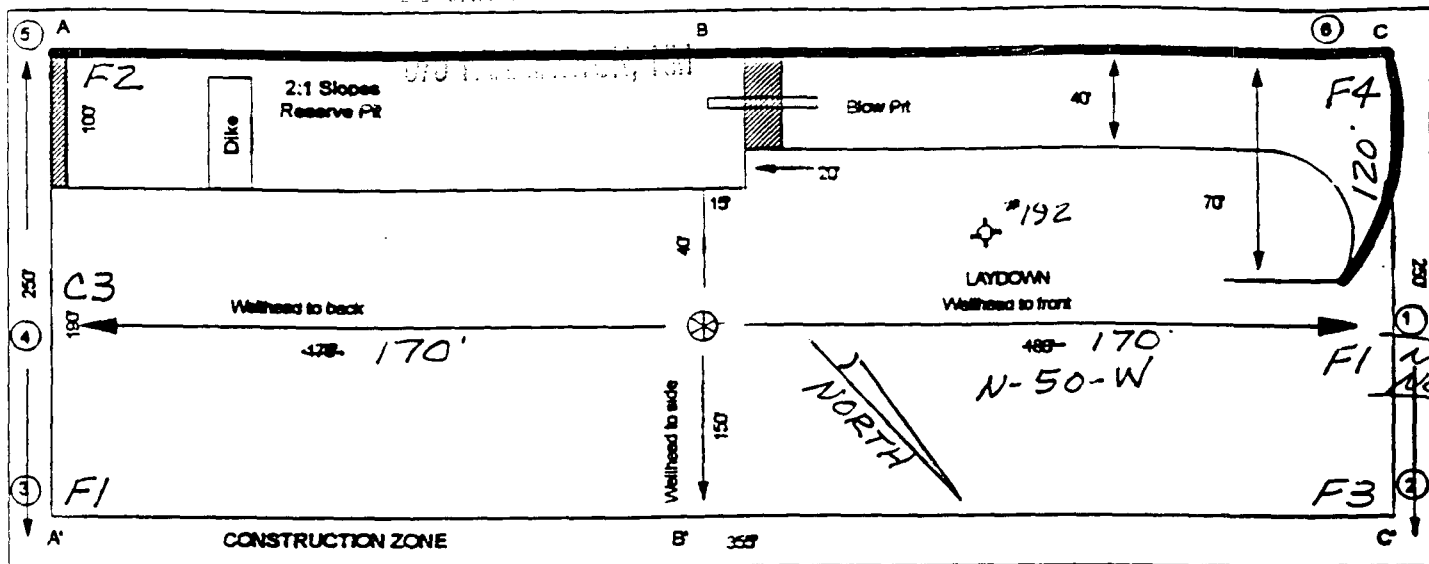 5 A B 6 C
F2
2:1 Slopes
Reserve Pit
100'
Dike
Blow Pit
40'
F4
120'
20'
70'
15'
#192
40'
250'
C3
190'
Wellhead to back
LAYDOWN
Wellhead to front
250'
4
1
170'
170'
F1
N-50-W
NORTH
Wellhead to side
150'
3
F1
F3
2
A'
CONSTRUCTION ZONE
B'
355'
C'